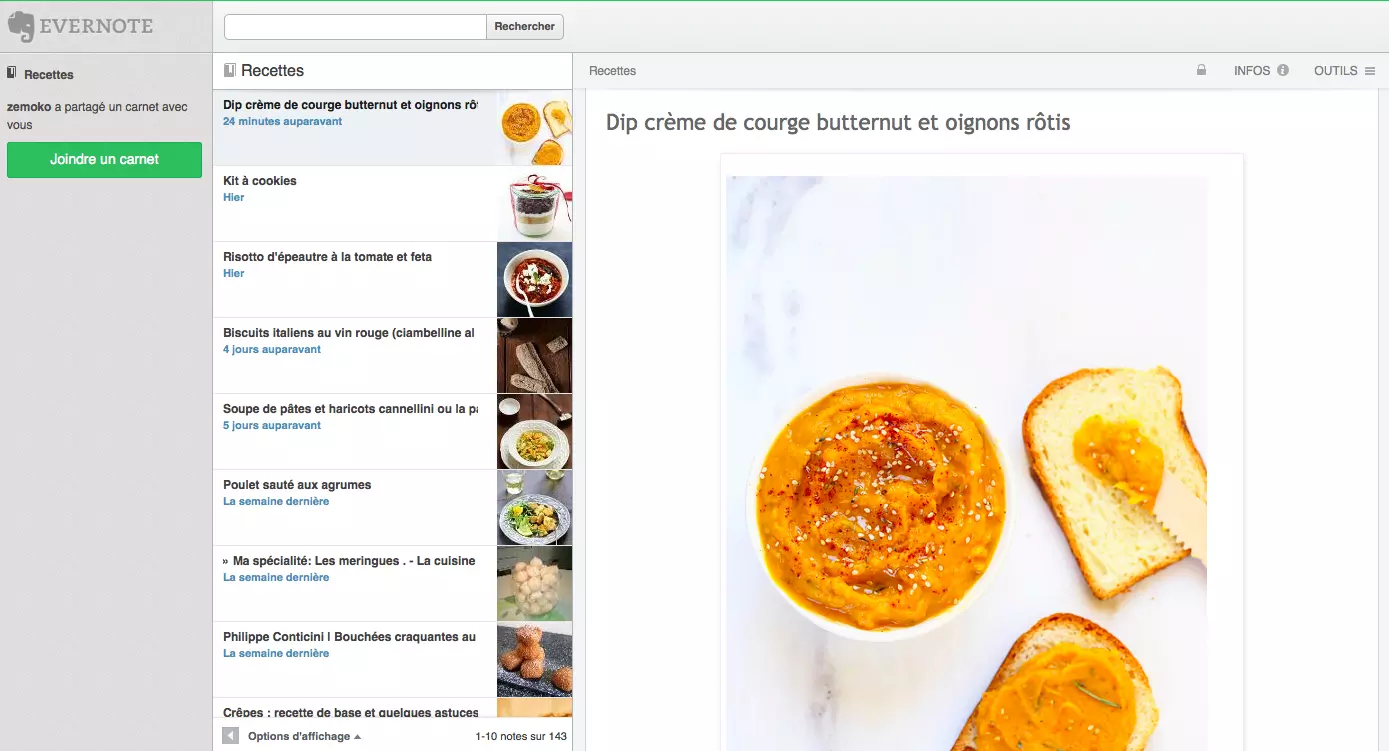 EVERNOTE
Rechercher
Recettes
zemoko a partagé un carnet avec
vous
Joindre un carnet
Recettes
Dip crème de courge butternut et oignons rô
24 minutes auparavant
Kit à cookies
Hier
Risotto d'épeautre à la tomate et feta
Hier
Biscuits italiens au vin rouge (ciambelline al
4 jours auparavant
Soupe de pâtes et haricots cannellini ou la pa
5 jours auparavant
Poulet sauté aux agrumes
La semaine dernière
» Ma spécialité: Les meringues . - La cuisine
La semaine dernière
Philippe Conticini | Bouchées craquantes au
La semaine dernière
Crêpes : recette de base et quelques astuces
Options d'affichage
1-10 notes sur 143
Recettes
INFOS
OUTILS
Dip crème de courge butternut et oignons rôtis